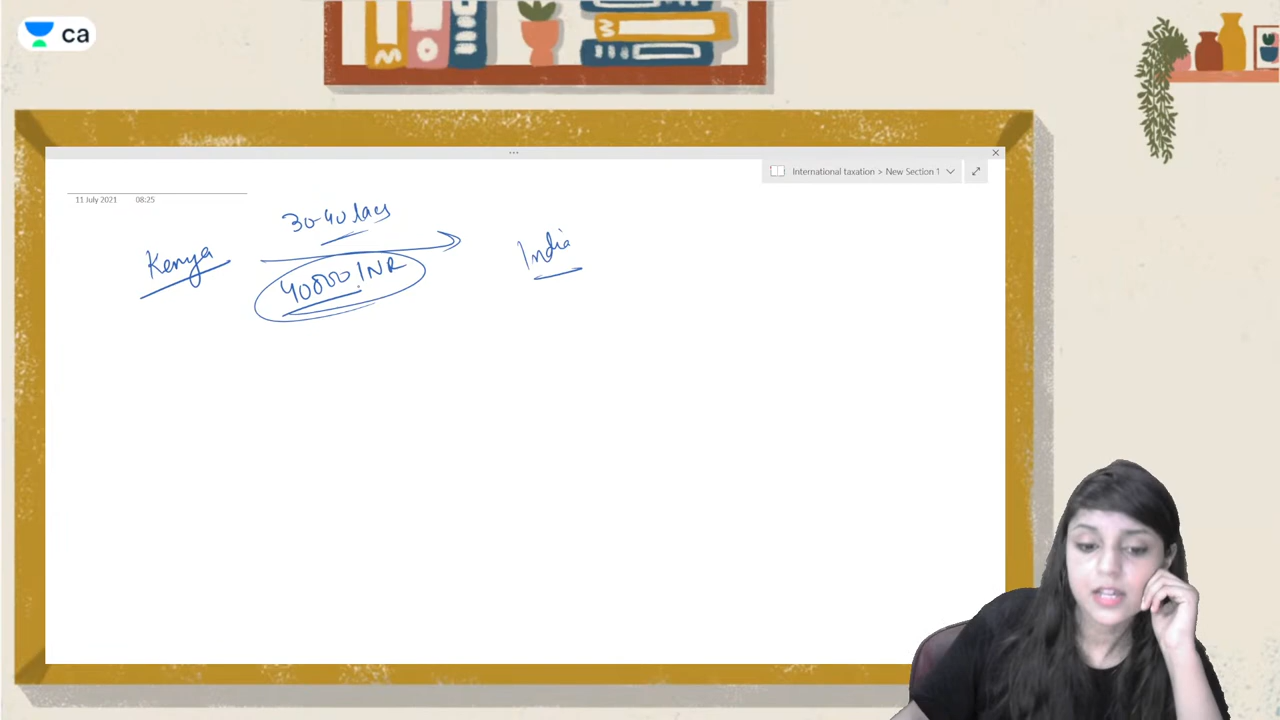 ca
International taxation > New Section 1
11 July 2021 08:25
30-40 lacs
Kenya
India
40000 INR